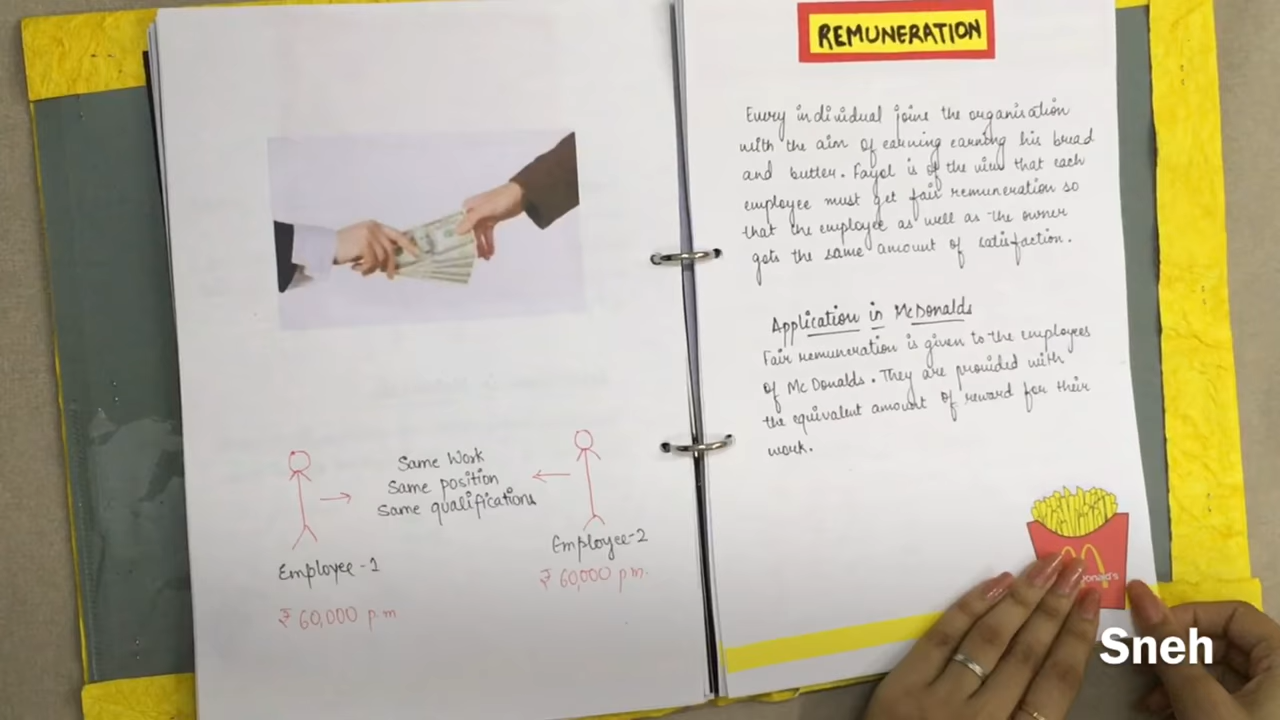 Same Work
Same position
Same qualifications
Employee-1
₹ 60,000 p m
Employee-2
₹ 60,000 p m.
REMUNERATION
Every individual joins the organisation
with the aim of earning earning his bread
and butter. Fayol is of the view that each
employee must get fair remuneration so
that the employee as well as the owner
gets the same amount of satisfaction.
Application in McDonalds
Fair remuneration is given to the employees
of Mc Donalds. They are provided with
the equivalent amount of reward for their
work.
Sneh